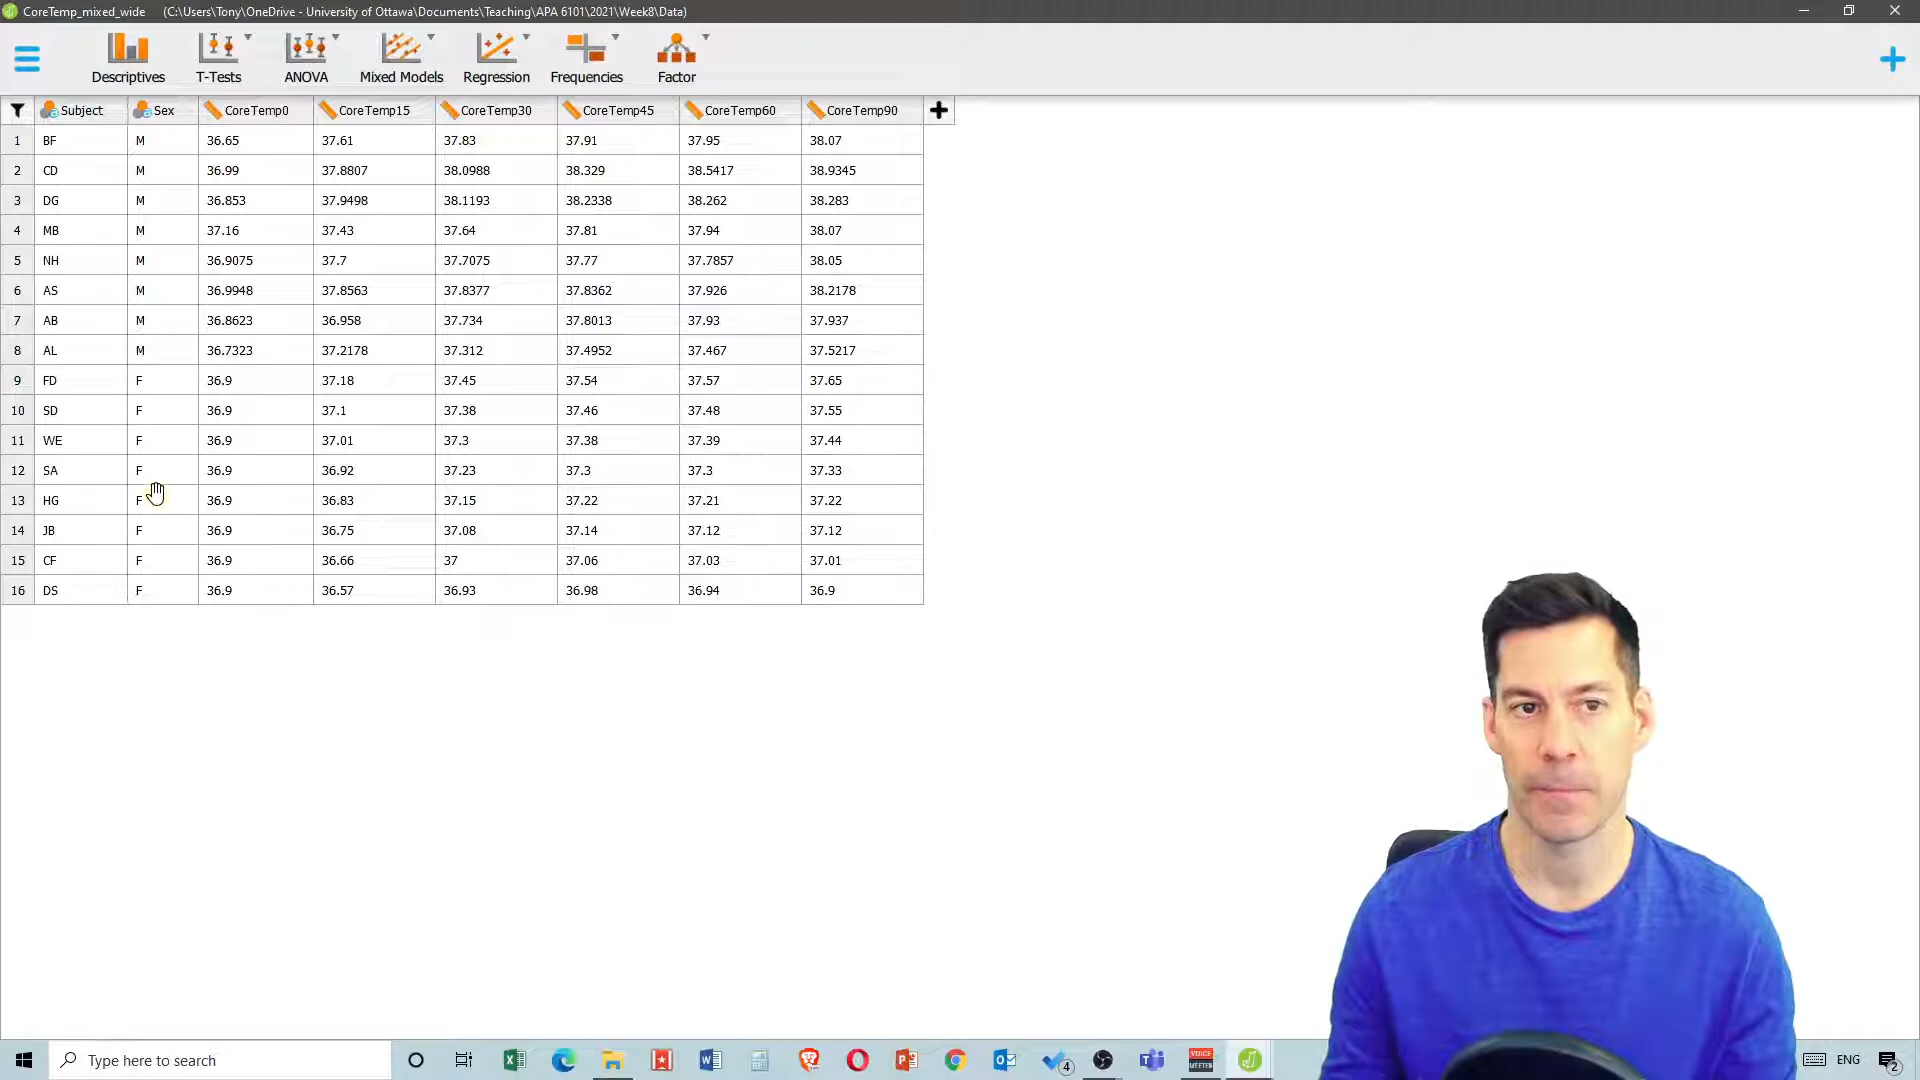 CoreTemp_mixed_wide (C:\Users\Tony\OneDrive - University of Ottawa\Documents\Teaching\APA 6101\2021\Week8\Data)
Descriptives T-Tests ANOVA Mixed Models Regression Frequencies Factor
Subject Sex CoreTemp0 CoreTemp15 CoreTemp30 CoreTemp45 CoreTemp60 CoreTemp90
1 BF M 36.65 37.61 37.83 37.91 37.95 38.07
2 CD M 36.99 37.8807 38.0988 38.329 38.5417 38.9345
3 DG M 36.853 37.9498 38.1193 38.2338 38.262 38.283
4 MB M 37.16 37.43 37.64 37.81 37.94 38.07
5 NH M 36.9075 37.7 37.7075 37.77 37.7857 38.05
6 AS M 36.9948 37.8563 37.8377 37.8362 37.926 38.2178
7 AB M 36.8623 36.958 37.734 37.8013 37.93 37.937
8 AL M 36.7323 37.2178 37.312 37.4952 37.467 37.5217
9 FD F 36.9 37.18 37.45 37.54 37.57 37.65
10 SD F 36.9 37.1 37.38 37.46 37.48 37.55
11 WE F 36.9 37.01 37.3 37.38 37.39 37.44
12 SA F 36.9 36.92 37.23 37.3 37.3 37.33
13 HG F 36.9 36.83 37.15 37.22 37.21 37.22
14 JB F 36.9 36.75 37.08 37.14 37.12 37.12
15 CF F 36.9 36.66 37 37.06 37.03 37.01
16 DS F 36.9 36.57 36.93 36.98 36.94 36.9
Type here to search
4
VOICE
MEETER
ENG
2